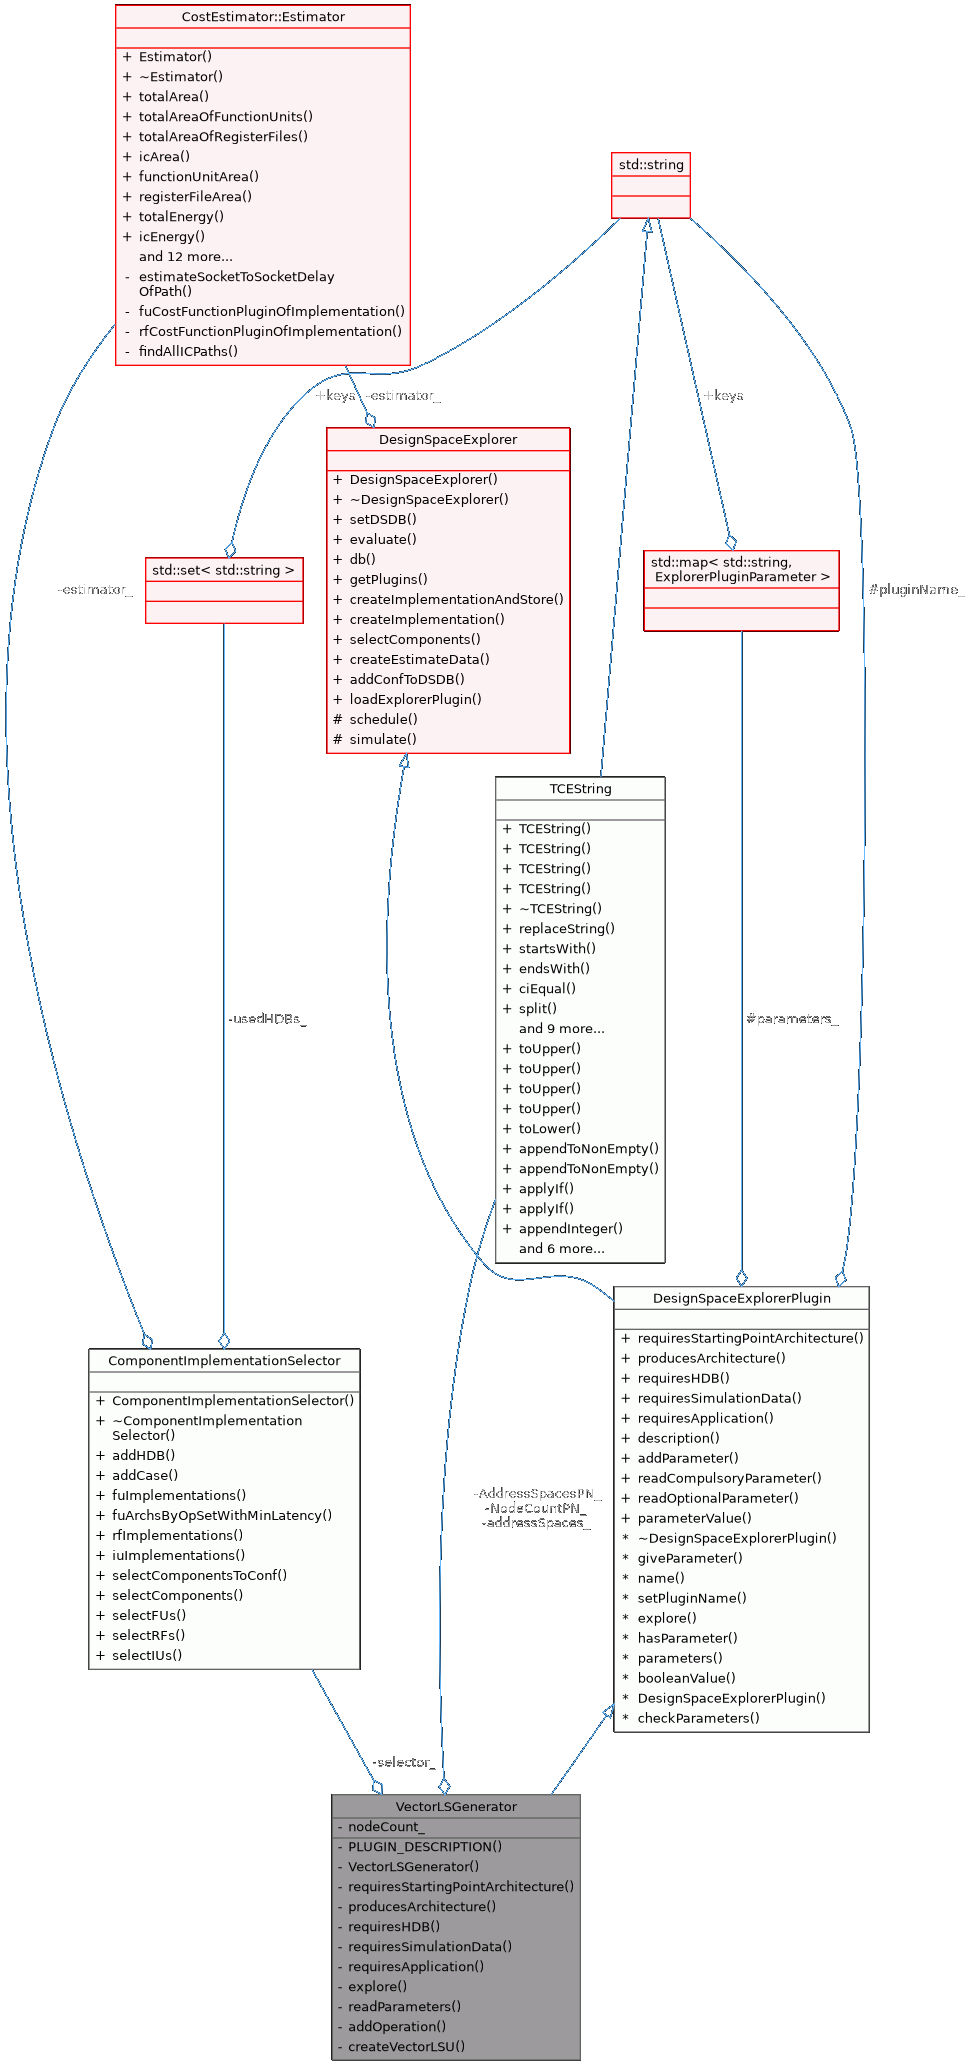 CostEstimator::Estimator
+ Estimator()
+ ~Estimator()
+ totalArea()
+ totalAreaOfFunctionUnits()
+ totalAreaOfRegisterFiles()
+ icArea()
+ functionUnitArea()
+ registerFileArea()
+ totalEnergy()
+ icEnergy()
and 12 more...
- estimateSocketToSocketDelay
OfPath()
- fuCostFunctionPluginOfImplementation()
- rfCostFunctionPluginOfImplementation()
- findAllICPaths()
std::string
+keys
-estimator_
+keys
DesignSpaceExplorer
+ DesignSpaceExplorer()
+ ~DesignSpaceExplorer()
+ setDSDB()
+ evaluate()
+ db()
+ getPlugins()
+ createImplementationAndStore()
+ createImplementation()
+ selectComponents()
+ createEstimateData()
+ addConfToDSDB()
+ loadExplorerPlugin()
# schedule()
# simulate()
std::set< std::string >
std::map< std::string,
ExplorerPluginParameter >
-estimator_
#pluginName_
TCEString
+ TCEString()
+ TCEString()
+ TCEString()
+ TCEString()
+ ~TCEString()
+ replaceString()
+ startsWith()
+ endsWith()
+ ciEqual()
+ split()
and 9 more...
+ toUpper()
+ toUpper()
+ toUpper()
+ toUpper()
+ toLower()
+ appendToNonEmpty()
+ appendToNonEmpty()
+ applyIf()
+ applyIf()
+ appendInteger()
and 6 more...
-usedHDBs_
#parameters_
DesignSpaceExplorerPlugin
+ requiresStartingPointArchitecture()
+ producesArchitecture()
+ requiresHDB()
+ requiresSimulationData()
+ requiresApplication()
+ description()
+ addParameter()
+ readCompulsoryParameter()
+ readOptionalParameter()
+ parameterValue()
* ~DesignSpaceExplorerPlugin()
* giveParameter()
* name()
* setPluginName()
* explore()
* hasParameter()
* parameters()
* booleanValue()
* DesignSpaceExplorerPlugin()
* checkParameters()
ComponentImplementationSelector
+ ComponentImplementationSelector()
+ ~ComponentImplementation
Selector()
+ addHDB()
+ addCase()
+ fuImplementations()
+ fuArchsByOpSetWithMinLatency()
+ rfImplementations()
+ iuImplementations()
+ selectComponentsToConf()
+ selectComponents()
+ selectFUs()
+ selectRFs()
+ selectIUs()
-AddressSpacesPN_
-NodeCountPN_
-addressSpaces_
-selector_
VectorLSGenerator
- nodeCount_
- PLUGIN_DESCRIPTION()
- VectorLSGenerator()
- requiresStartingPointArchitecture()
- producesArchitecture()
- requiresHDB()
- requiresSimulationData()
- requiresApplication()
- explore()
- readParameters()
- addOperation()
- createVectorLSU()